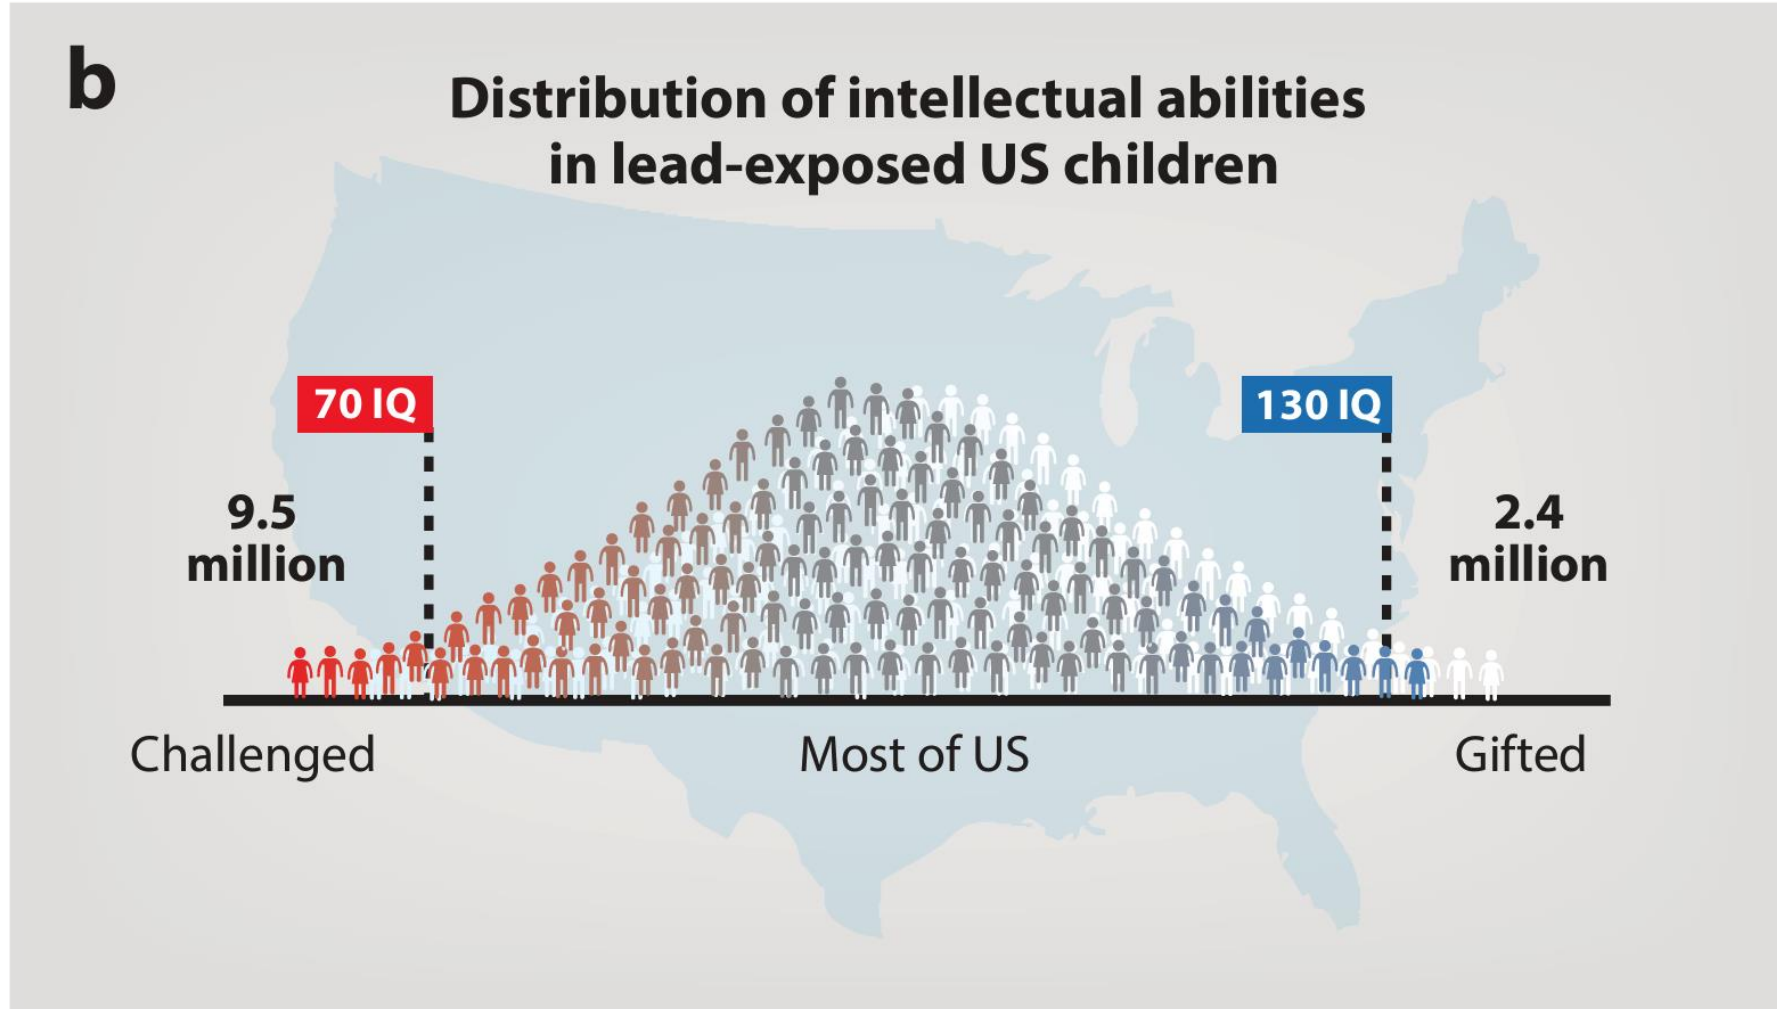 b
Distribution of intellectual abilities
in lead-exposed US children
70 IQ
130 IQ
9.5
million
2.4
million
Challenged
Most of US
Gifted